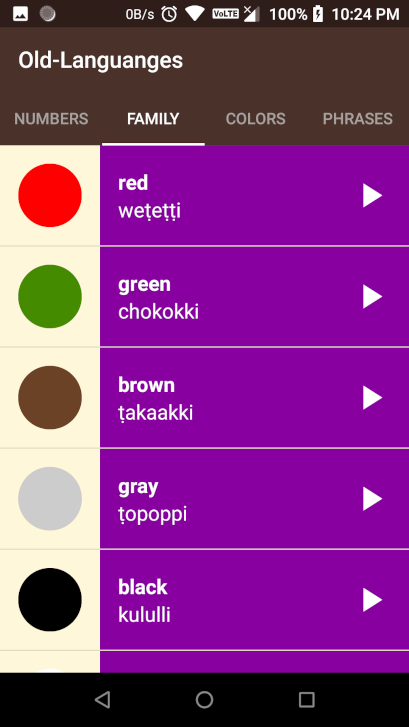 0B/s VoLTE 100% 10:24 PM
Old-Languanges
NUMBERS FAMILY COLORS PHRASES
red
weṭeṭṭi
green
chokokki
brown
ṭakaakki
gray
ṭopoppi
black
kululli